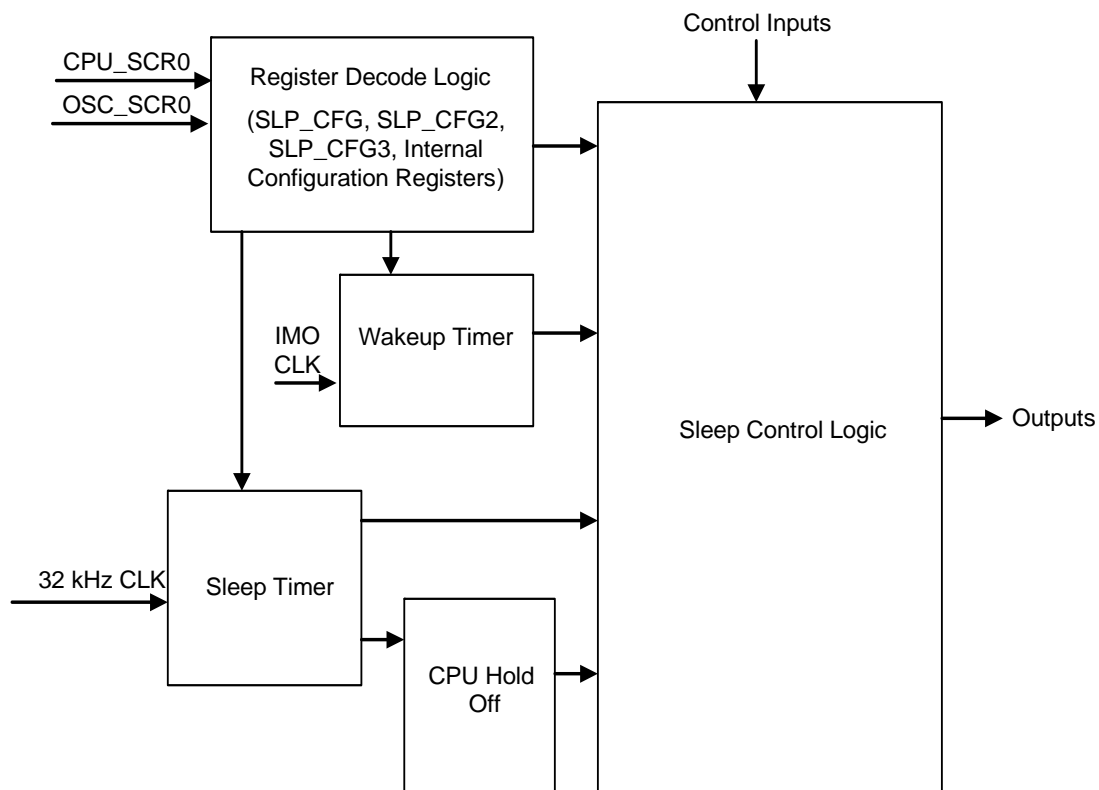 Control Inputs
CPU_SCR0
OSC_SCR0
Register Decode Logic
(SLP_CFG, SLP_CFG2,
SLP_CFG3, Internal
Configuration Registers)
IMO
CLK
Wakeup Timer
Sleep Control Logic
Outputs
32 kHz CLK
Sleep Timer
CPU Hold
Off